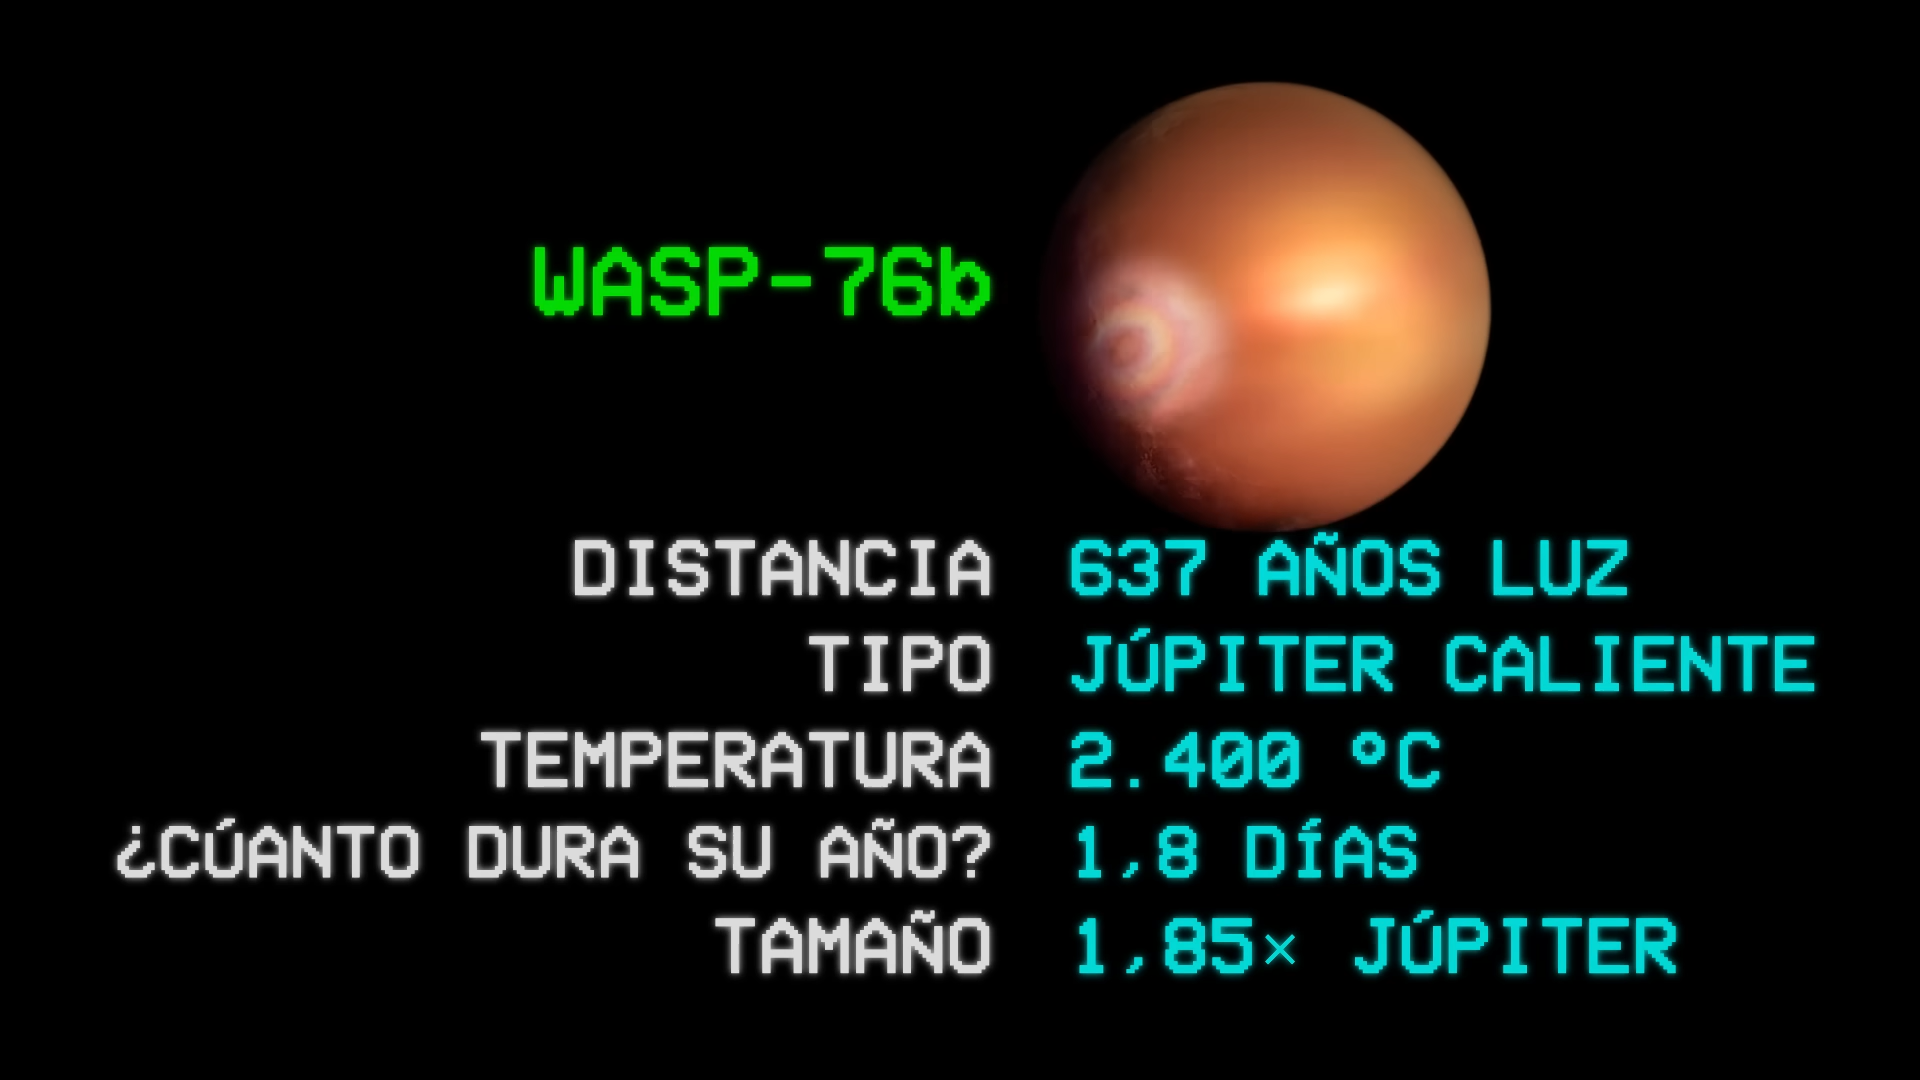 WASP-76b
DISTANCIA 637 AÑOS LUZ
TIPO JÚPITER CALIENTE
TEMPERATURA 2.400 °C
¿CÚANTO DURA SU AÑO? 1,8 DÍAS
TAMAÑO 1,85× JÚPITER